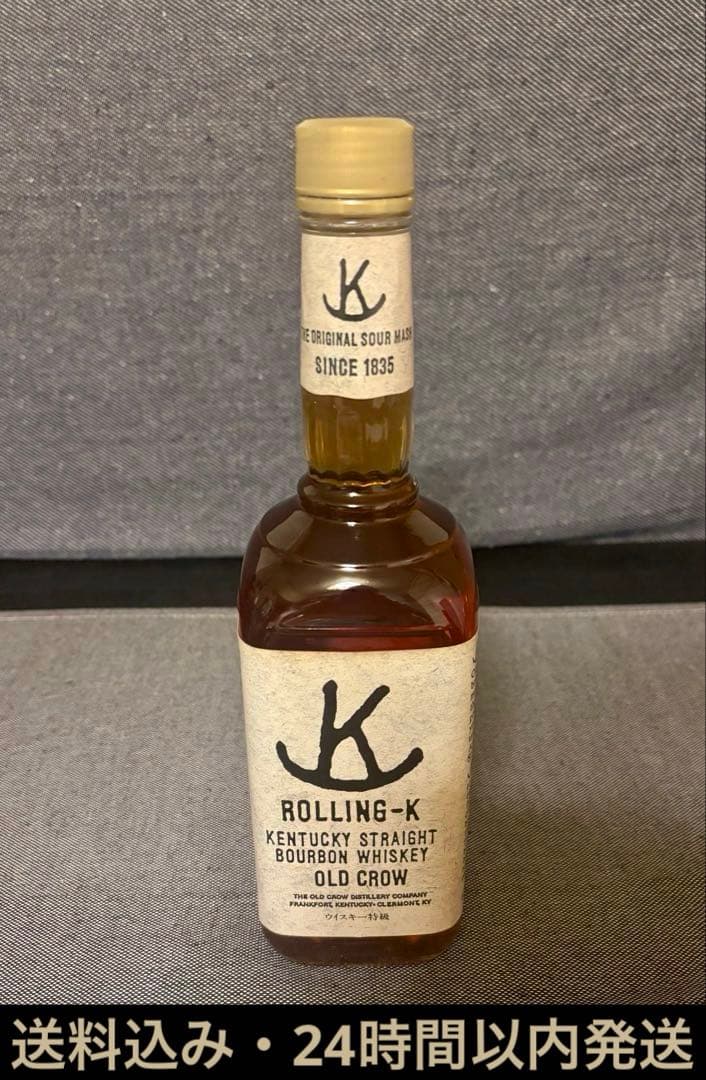 K
THE ORIGINAL SOUR MASH
SINCE 1835
K
ROLLING-K
KENTUCKY STRAIGHT
BOURBON WHISKEY
OLD CROW
THE OLD CROW DISTILLERY COMPANY
FRANKFORT, KENTUCKY • CLERMONT, KY
ウイスキー特級
送料込み・24時間以内発送